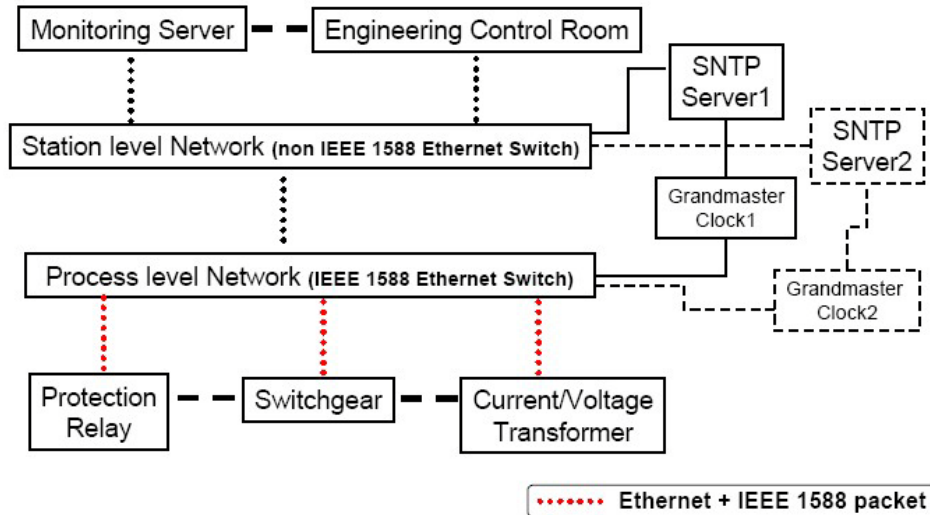 Monitoring Server
Engineering Control Room
SNTP
Server1
Station level Network (non IEEE 1588 Ethernet Switch)
SNTP
Server2
Grandmaster
Clock1
Process level Network (IEEE 1588 Ethernet Switch)
Grandmaster
Clock2
Protection
Relay
Switchgear
Current/Voltage
Transformer
Ethernet + IEEE 1588 packet